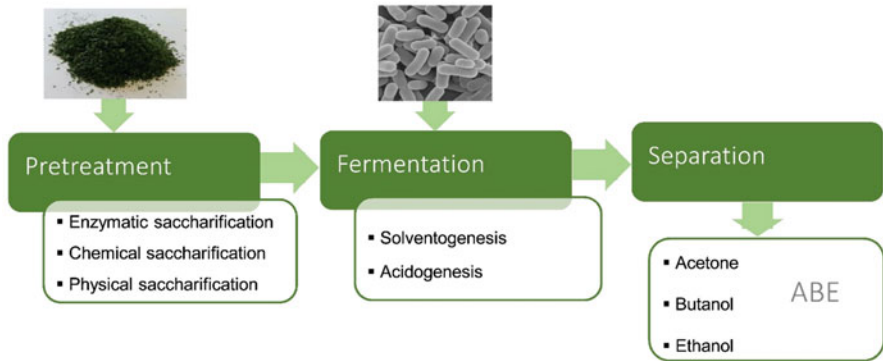 Pretreatment
▪ Enzymatic saccharification
▪ Chemical saccharification
▪ Physical saccharification
Fermentation
▪ Solventogenesis
▪ Acidogenesis
Separation
▪ Acetone
▪ Butanol
▪ Ethanol
ABE